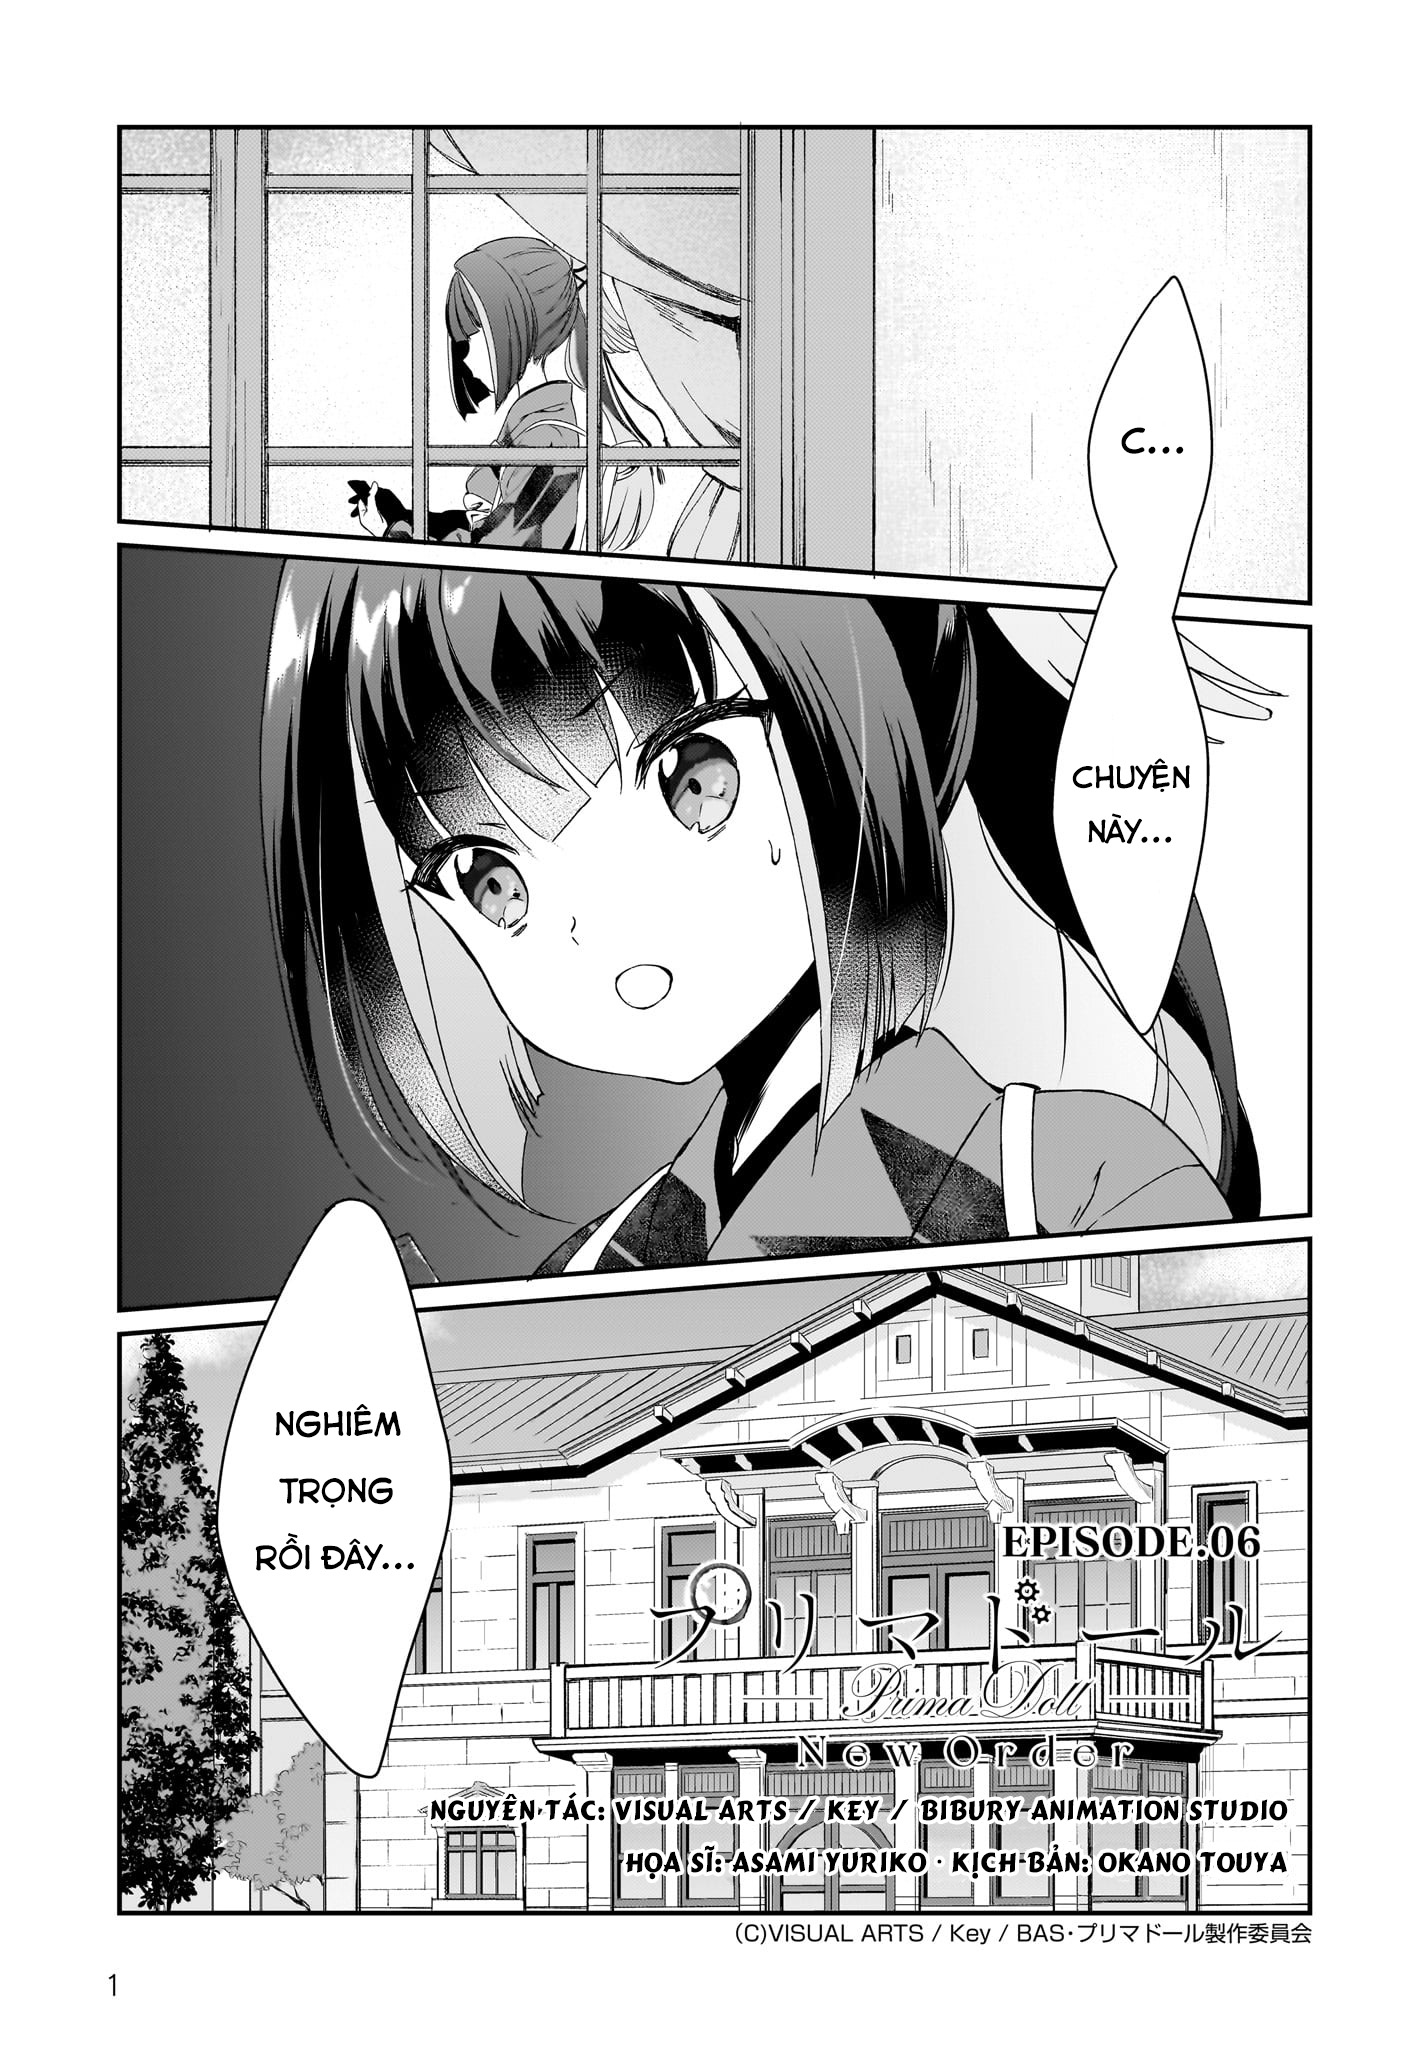 C...
CHUYỆN
NÀY...
NGHIÊM
TRỌNG
RỒI ĐÂY...
EPISODE.06
プリマドール
Prima Doll
New Order
NGUYÊN TÁC: VISUAL ARTS / KEY / BIBURY ANIMATION STUDIO
HỌA SĨ: ASAMI YURIKO · KỊCH BẢN: OKANO TOUYA
(C)VISUAL ARTS / Key / BAS・プリマドール製作委員会
1